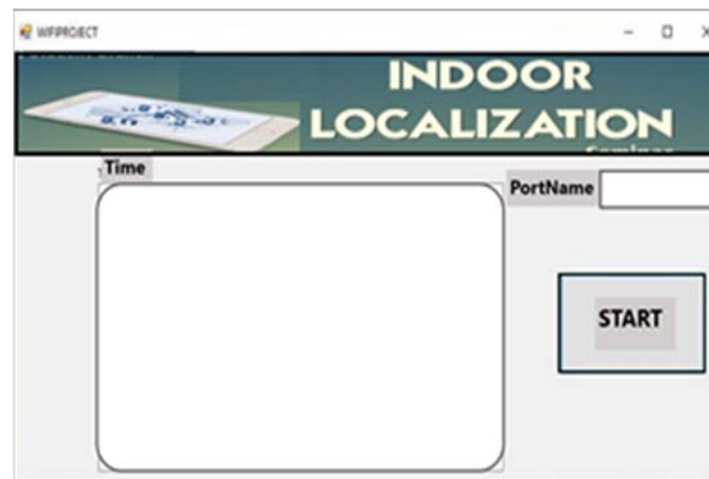 WIFIPROJECT
INDOOR
LOCALIZATION
Time
PortName
START